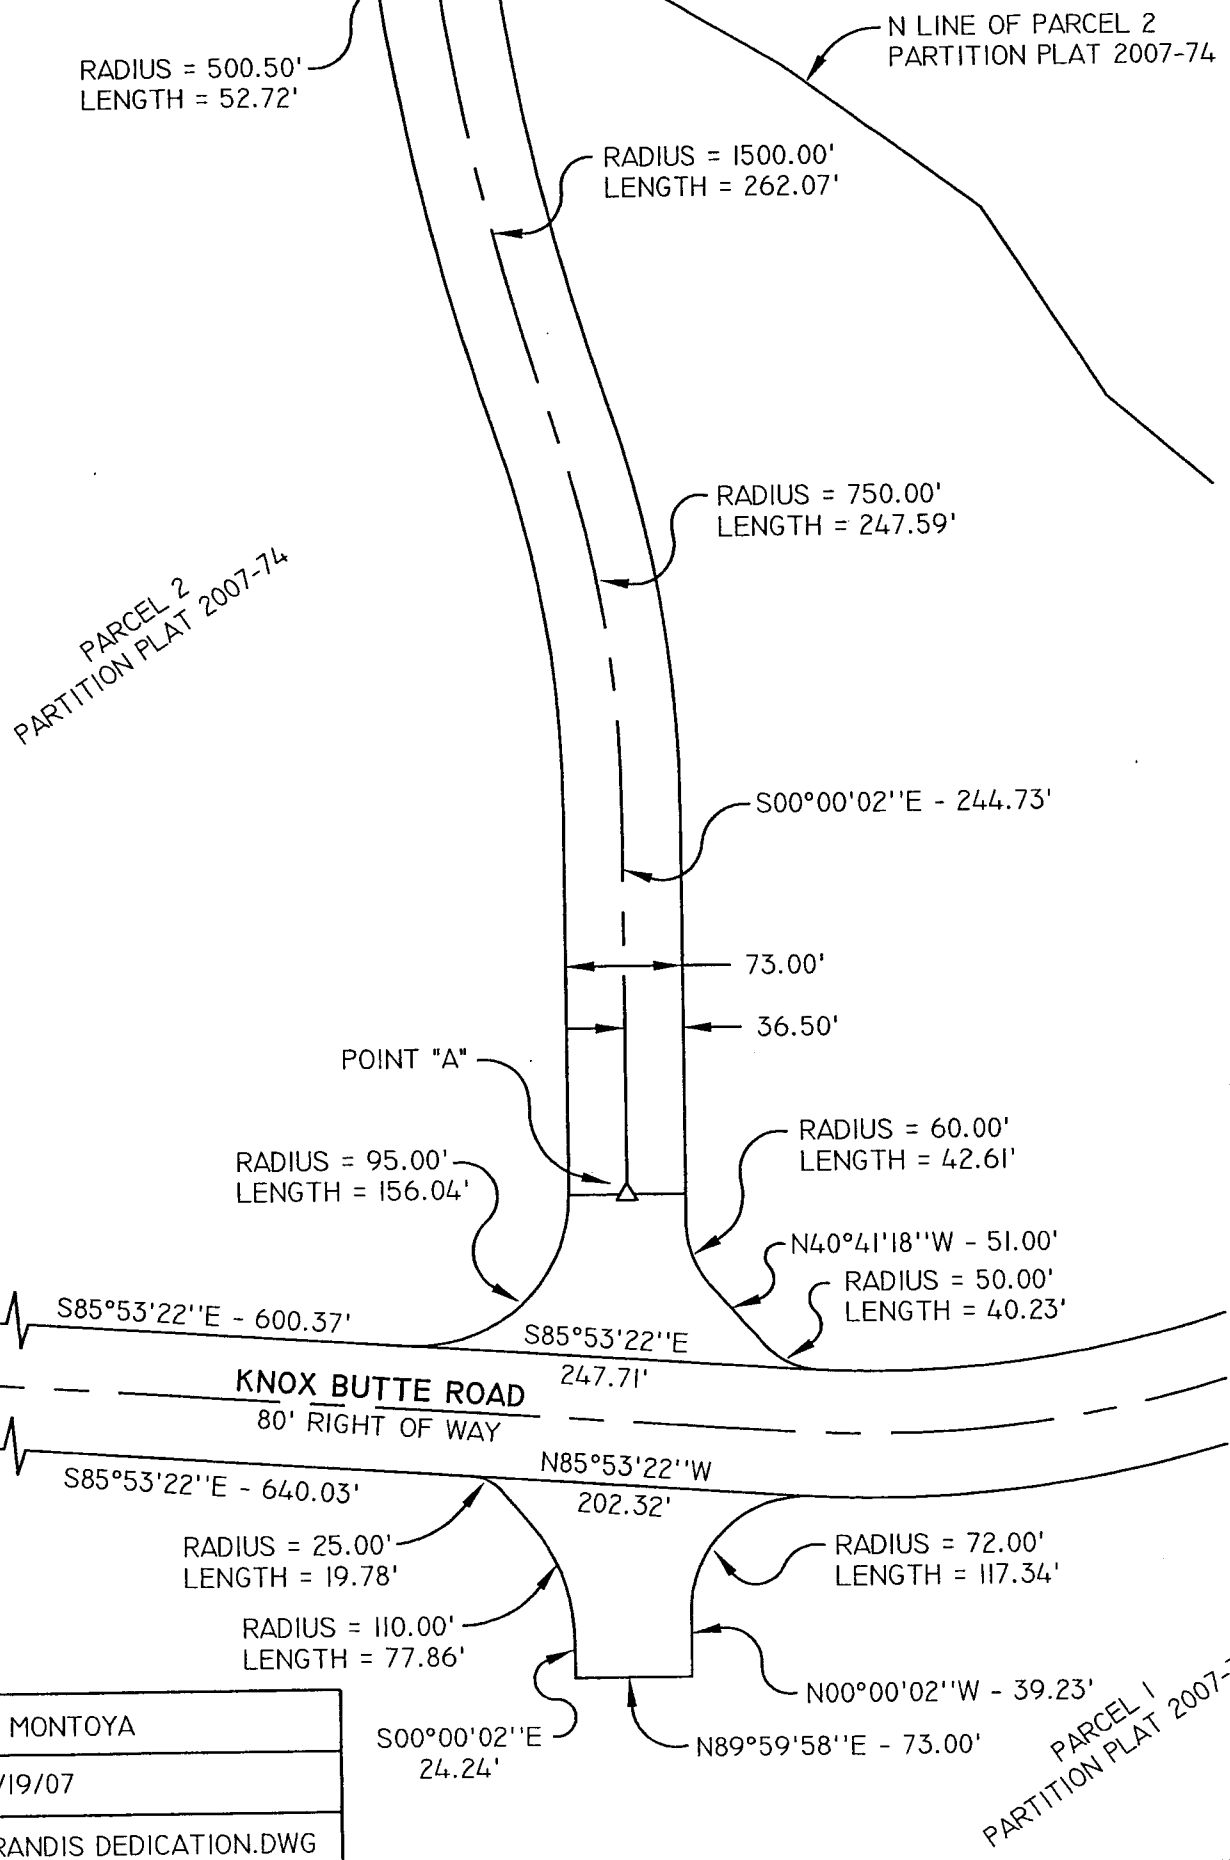 N LINE OF PARCEL 2
PARTITION PLAT 2007-74
RADIUS = 500.50'
LENGTH = 52.72'
RADIUS = 1500.00'
LENGTH = 262.07'
RADIUS = 750.00'
LENGTH = 247.59'
PARCEL 2
PARTITION PLAT 2007-74
S00°00'02''E - 244.73'
73.00'
36.50'
POINT "A"
RADIUS = 60.00'
LENGTH = 42.61'
RADIUS = 95.00'
LENGTH = 156.04'
N40°41'18''W - 51.00'
RADIUS = 50.00'
LENGTH = 40.23'
S85°53'22''E - 600.37'
S85°53'22''E
247.71'
KNOX BUTTE ROAD
80' RIGHT OF WAY
N85°53'22''W
202.32'
S85°53'22''E - 640.03'
RADIUS = 25.00'
LENGTH = 19.78'
RADIUS = 72.00'
LENGTH = 117.34'
RADIUS = 110.00'
LENGTH = 77.86'
N00°00'02''W - 39.23'
S00°00'02''E
24.24'
N89°59'58''E - 73.00'
PARCEL 1
PARTITION PLAT 2007-
MONTOYA
/19/07
RANDIS DEDICATION.DWG